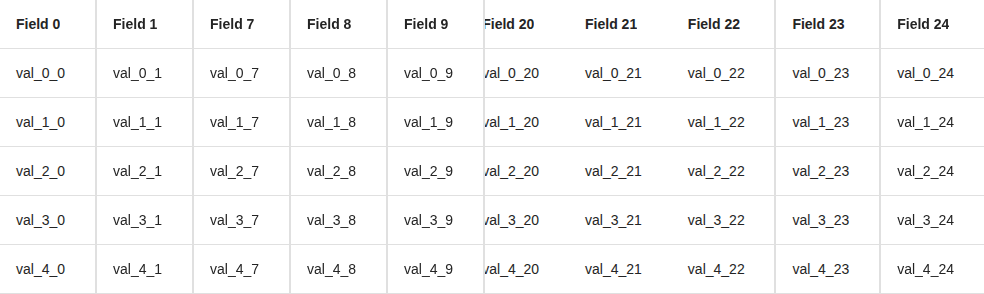 Field 0 Field 1 Field 7 Field 8 Field 9 Field 20 Field 21 Field 22 Field 23 Field 24
val_0_0 val_0_1 val_0_7 val_0_8 val_0_9 val_0_20 val_0_21 val_0_22 val_0_23 val_0_24
val_1_0 val_1_1 val_1_7 val_1_8 val_1_9 val_1_20 val_1_21 val_1_22 val_1_23 val_1_24
val_2_0 val_2_1 val_2_7 val_2_8 val_2_9 val_2_20 val_2_21 val_2_22 val_2_23 val_2_24
val_3_0 val_3_1 val_3_7 val_3_8 val_3_9 val_3_20 val_3_21 val_3_22 val_3_23 val_3_24
val_4_0 val_4_1 val_4_7 val_4_8 val_4_9 val_4_20 val_4_21 val_4_22 val_4_23 val_4_24